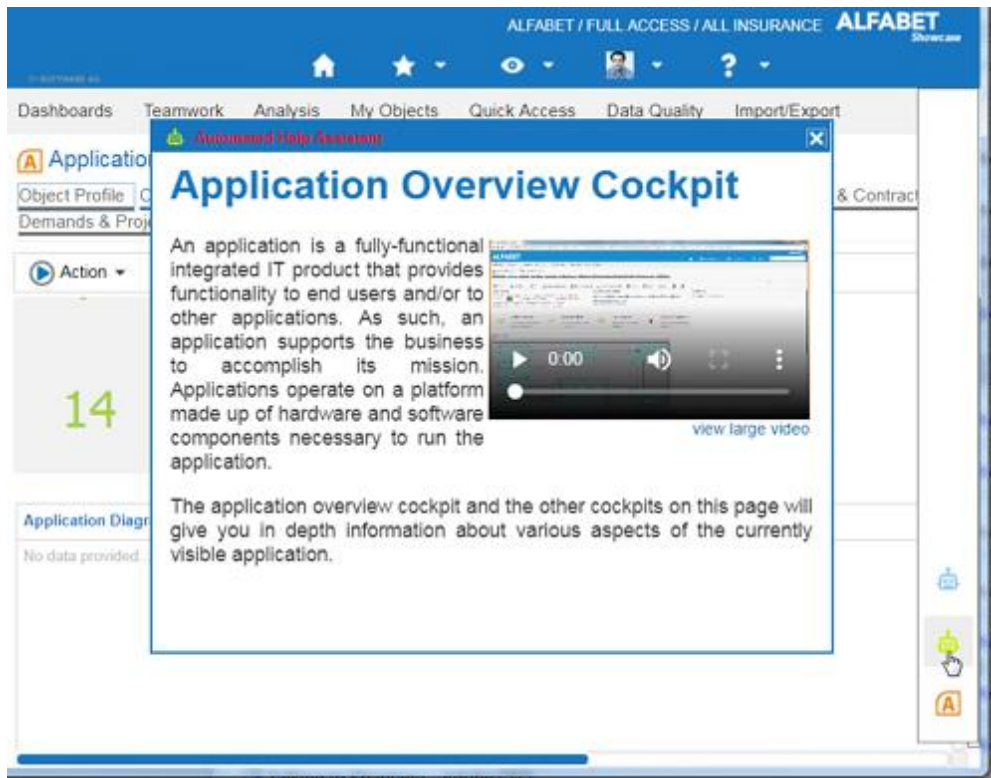 ALFABET / FULL ACCESS / ALL INSURANCE
ALFABET
Showcase
Dashboards Teamwork Analysis My Objects Quick Access Data Quality Import/Export
Automated Help Assistant
A Applicatio
Object Profile
& Contract
Demands & Proj
Action
14
Application Overview Cockpit
An application is a fully-functional
integrated IT product that provides
functionality to end users and/or to
other applications. As such, an
application supports the business
to accomplish its mission.
Applications operate on a platform
made up of hardware and software
components necessary to run the
application.
0:00
view large video
The application overview cockpit and the other cockpits on this page will
give you in depth information about various aspects of the currently
visible application.
Application Diagr
No data provided
A